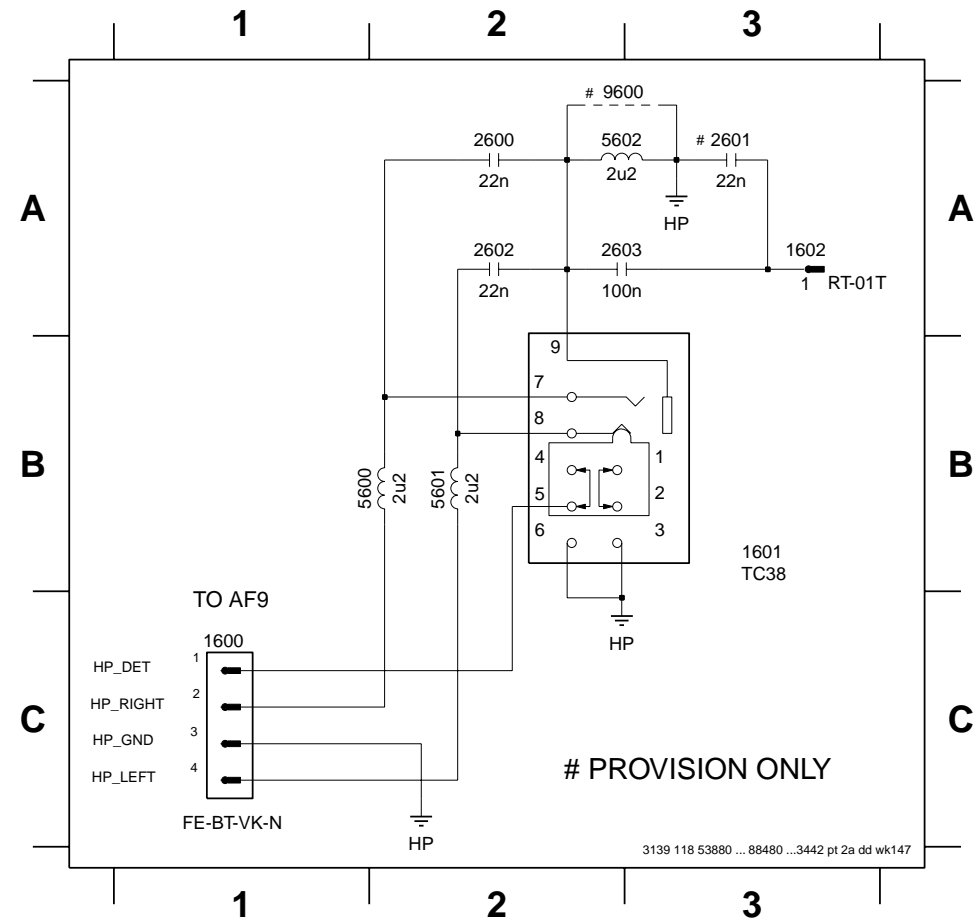 1 2 3
# 9600
2600 5602 # 2601
22n 2u2 22n
A A
HP
2602 2603 1602
22n 100n 1 RT-01T
9
7
8
4 1
B B
5600 2u2 5601 2u2
5 2
6 3
1601
TC38
TO AF9
HP
1600
HP_DET 1
HP_RIGHT 2
C C
HP_GND 3
HP_LEFT 4
# PROVISION ONLY
FE-BT-VK-N
HP
3139 118 53880 ... 88480 ...3442 pt 2a dd wk147
1 2 3